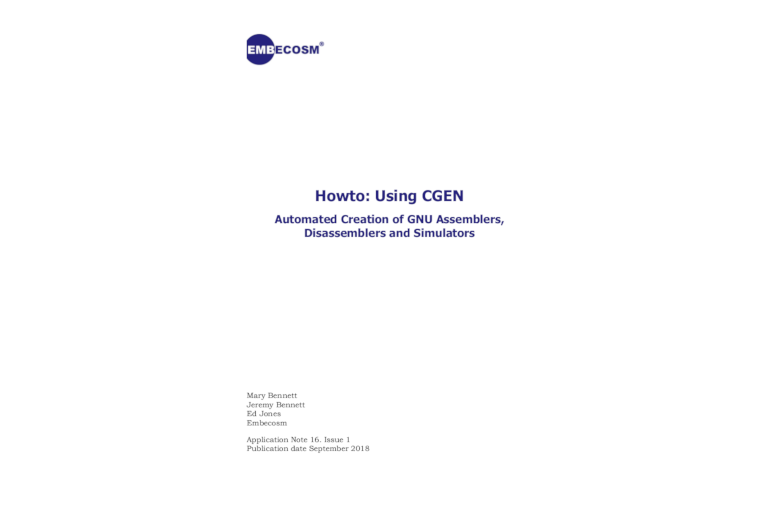 EMBECOSM®
Howto: Using CGEN
Automated Creation of GNU Assemblers,
Disassemblers and Simulators
Mary Bennett
Jeremy Bennett
Ed Jones
Embecosm
Application Note 16. Issue 1
Publication date September 2018